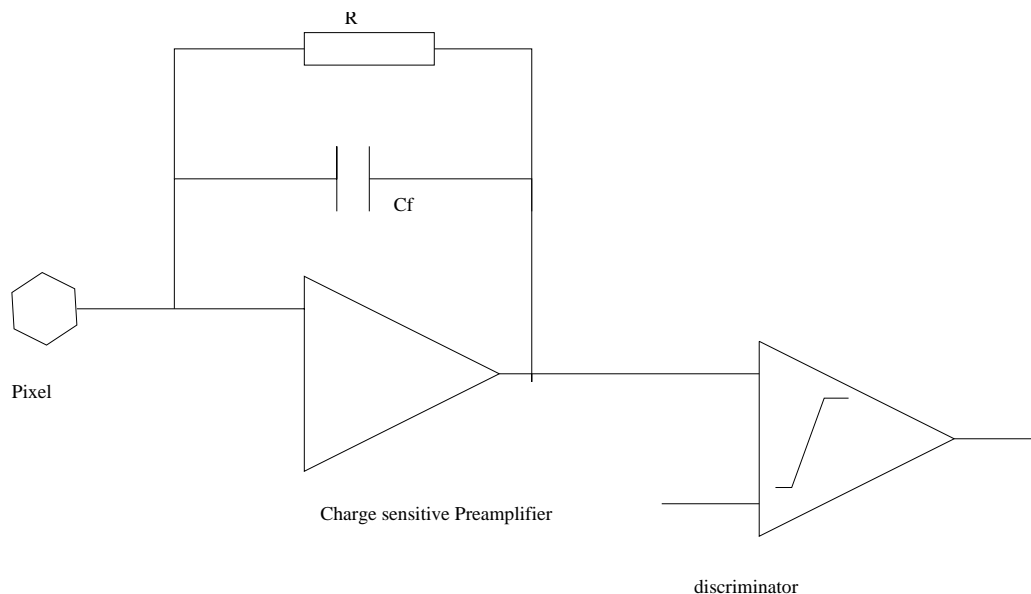 R
Cf
Pixel
Charge sensitive Preamplifier
discriminator